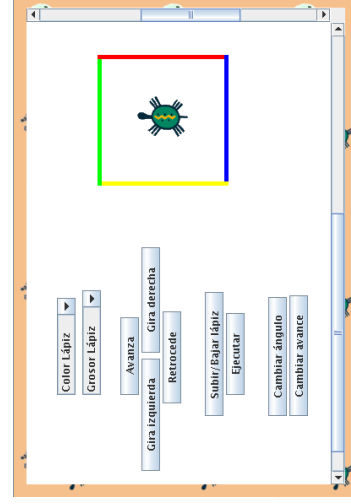 Color Lápiz
Grosor Lápiz
Avanza
Gira izquierda Gira derecha
Retrocede
Subir/Bajar lápiz
Ejecutar
Cambiar ángulo
Cambiar avance